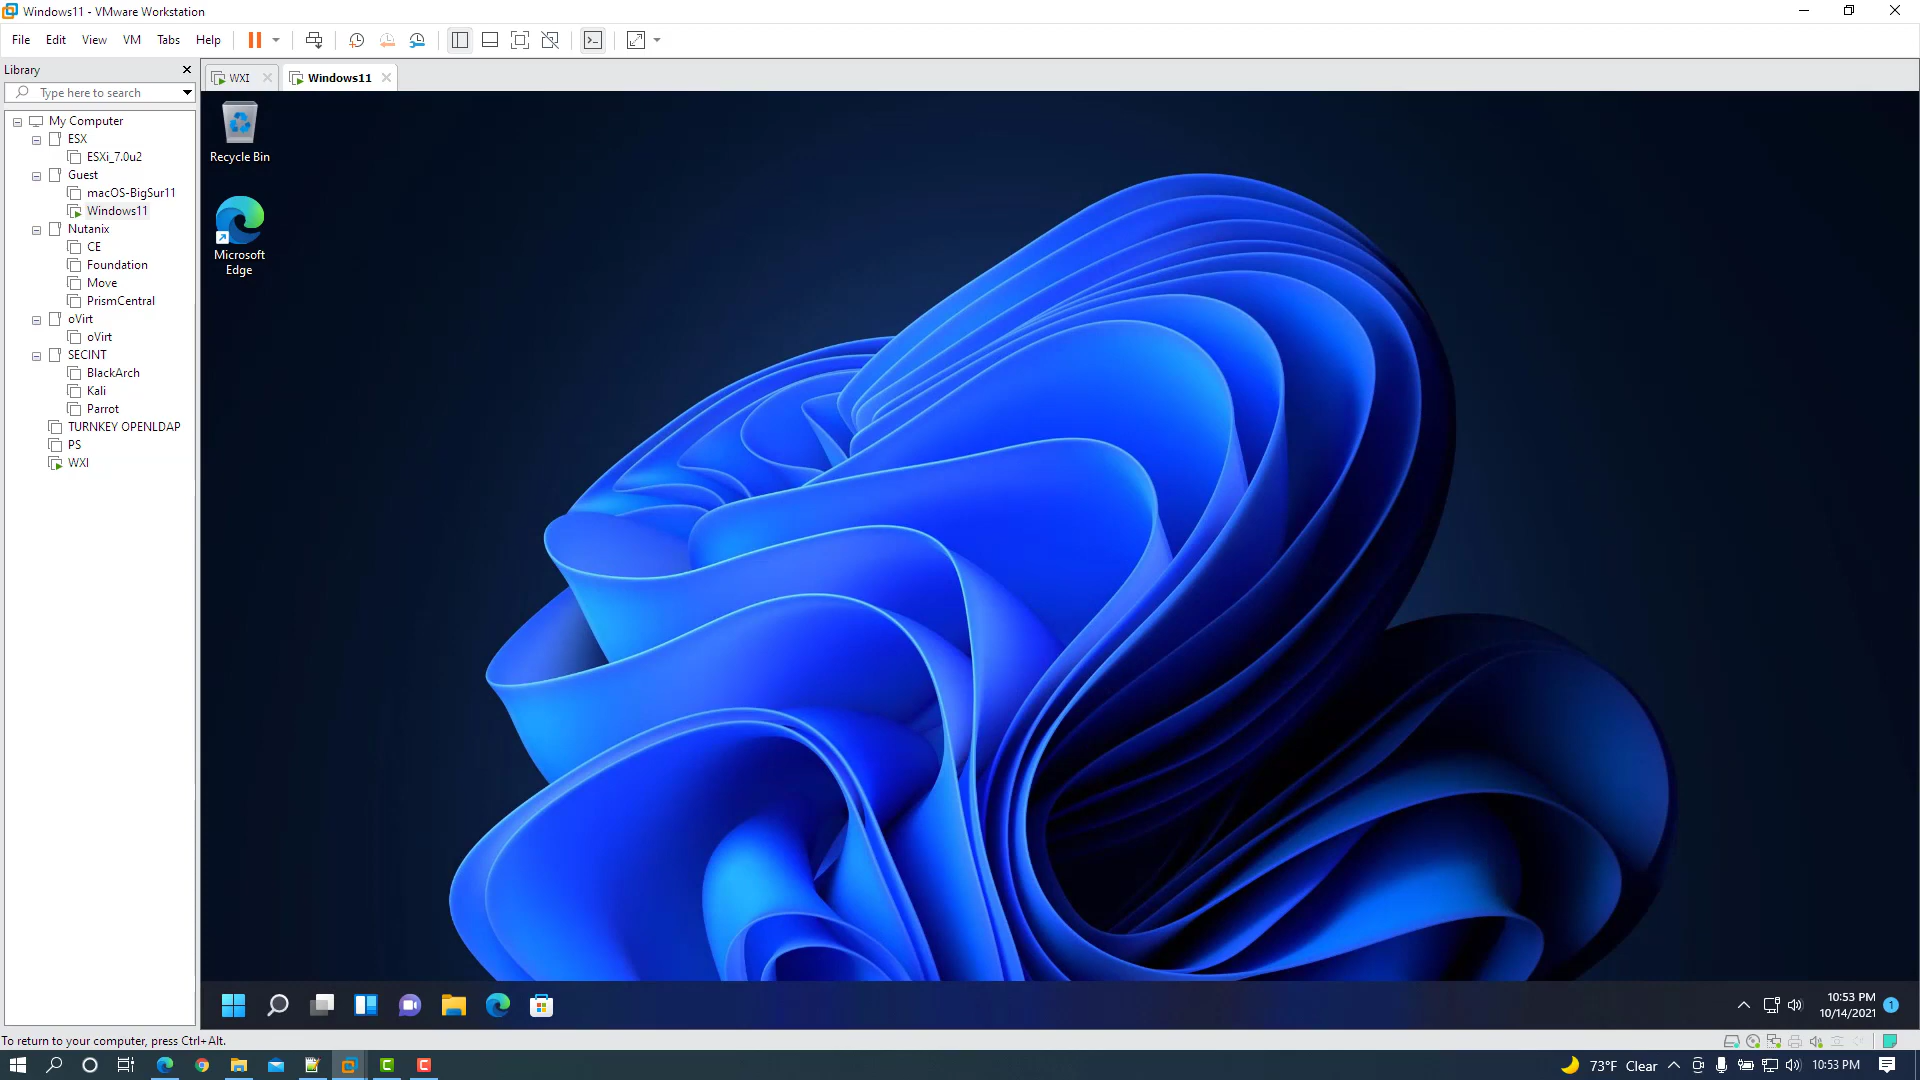 Windows11 - VMware Workstation
File Edit View VM Tabs Help
Library
Type here to search
WXI
Windows11
My Computer
ESX
ESXi_7.0u2
Guest
macOS-BigSur11
Windows11
Nutanix
CE
Foundation
Move
PrismCentral
oVirt
oVirt
SECINT
BlackArch
Kali
Parrot
TURNKEY OPENLDAP
PS
WXI
Recycle Bin
Microsoft
Edge
10:53 PM
10/14/2021
1
To return to your computer, press Ctrl+Alt.
73°F Clear
10:53 PM